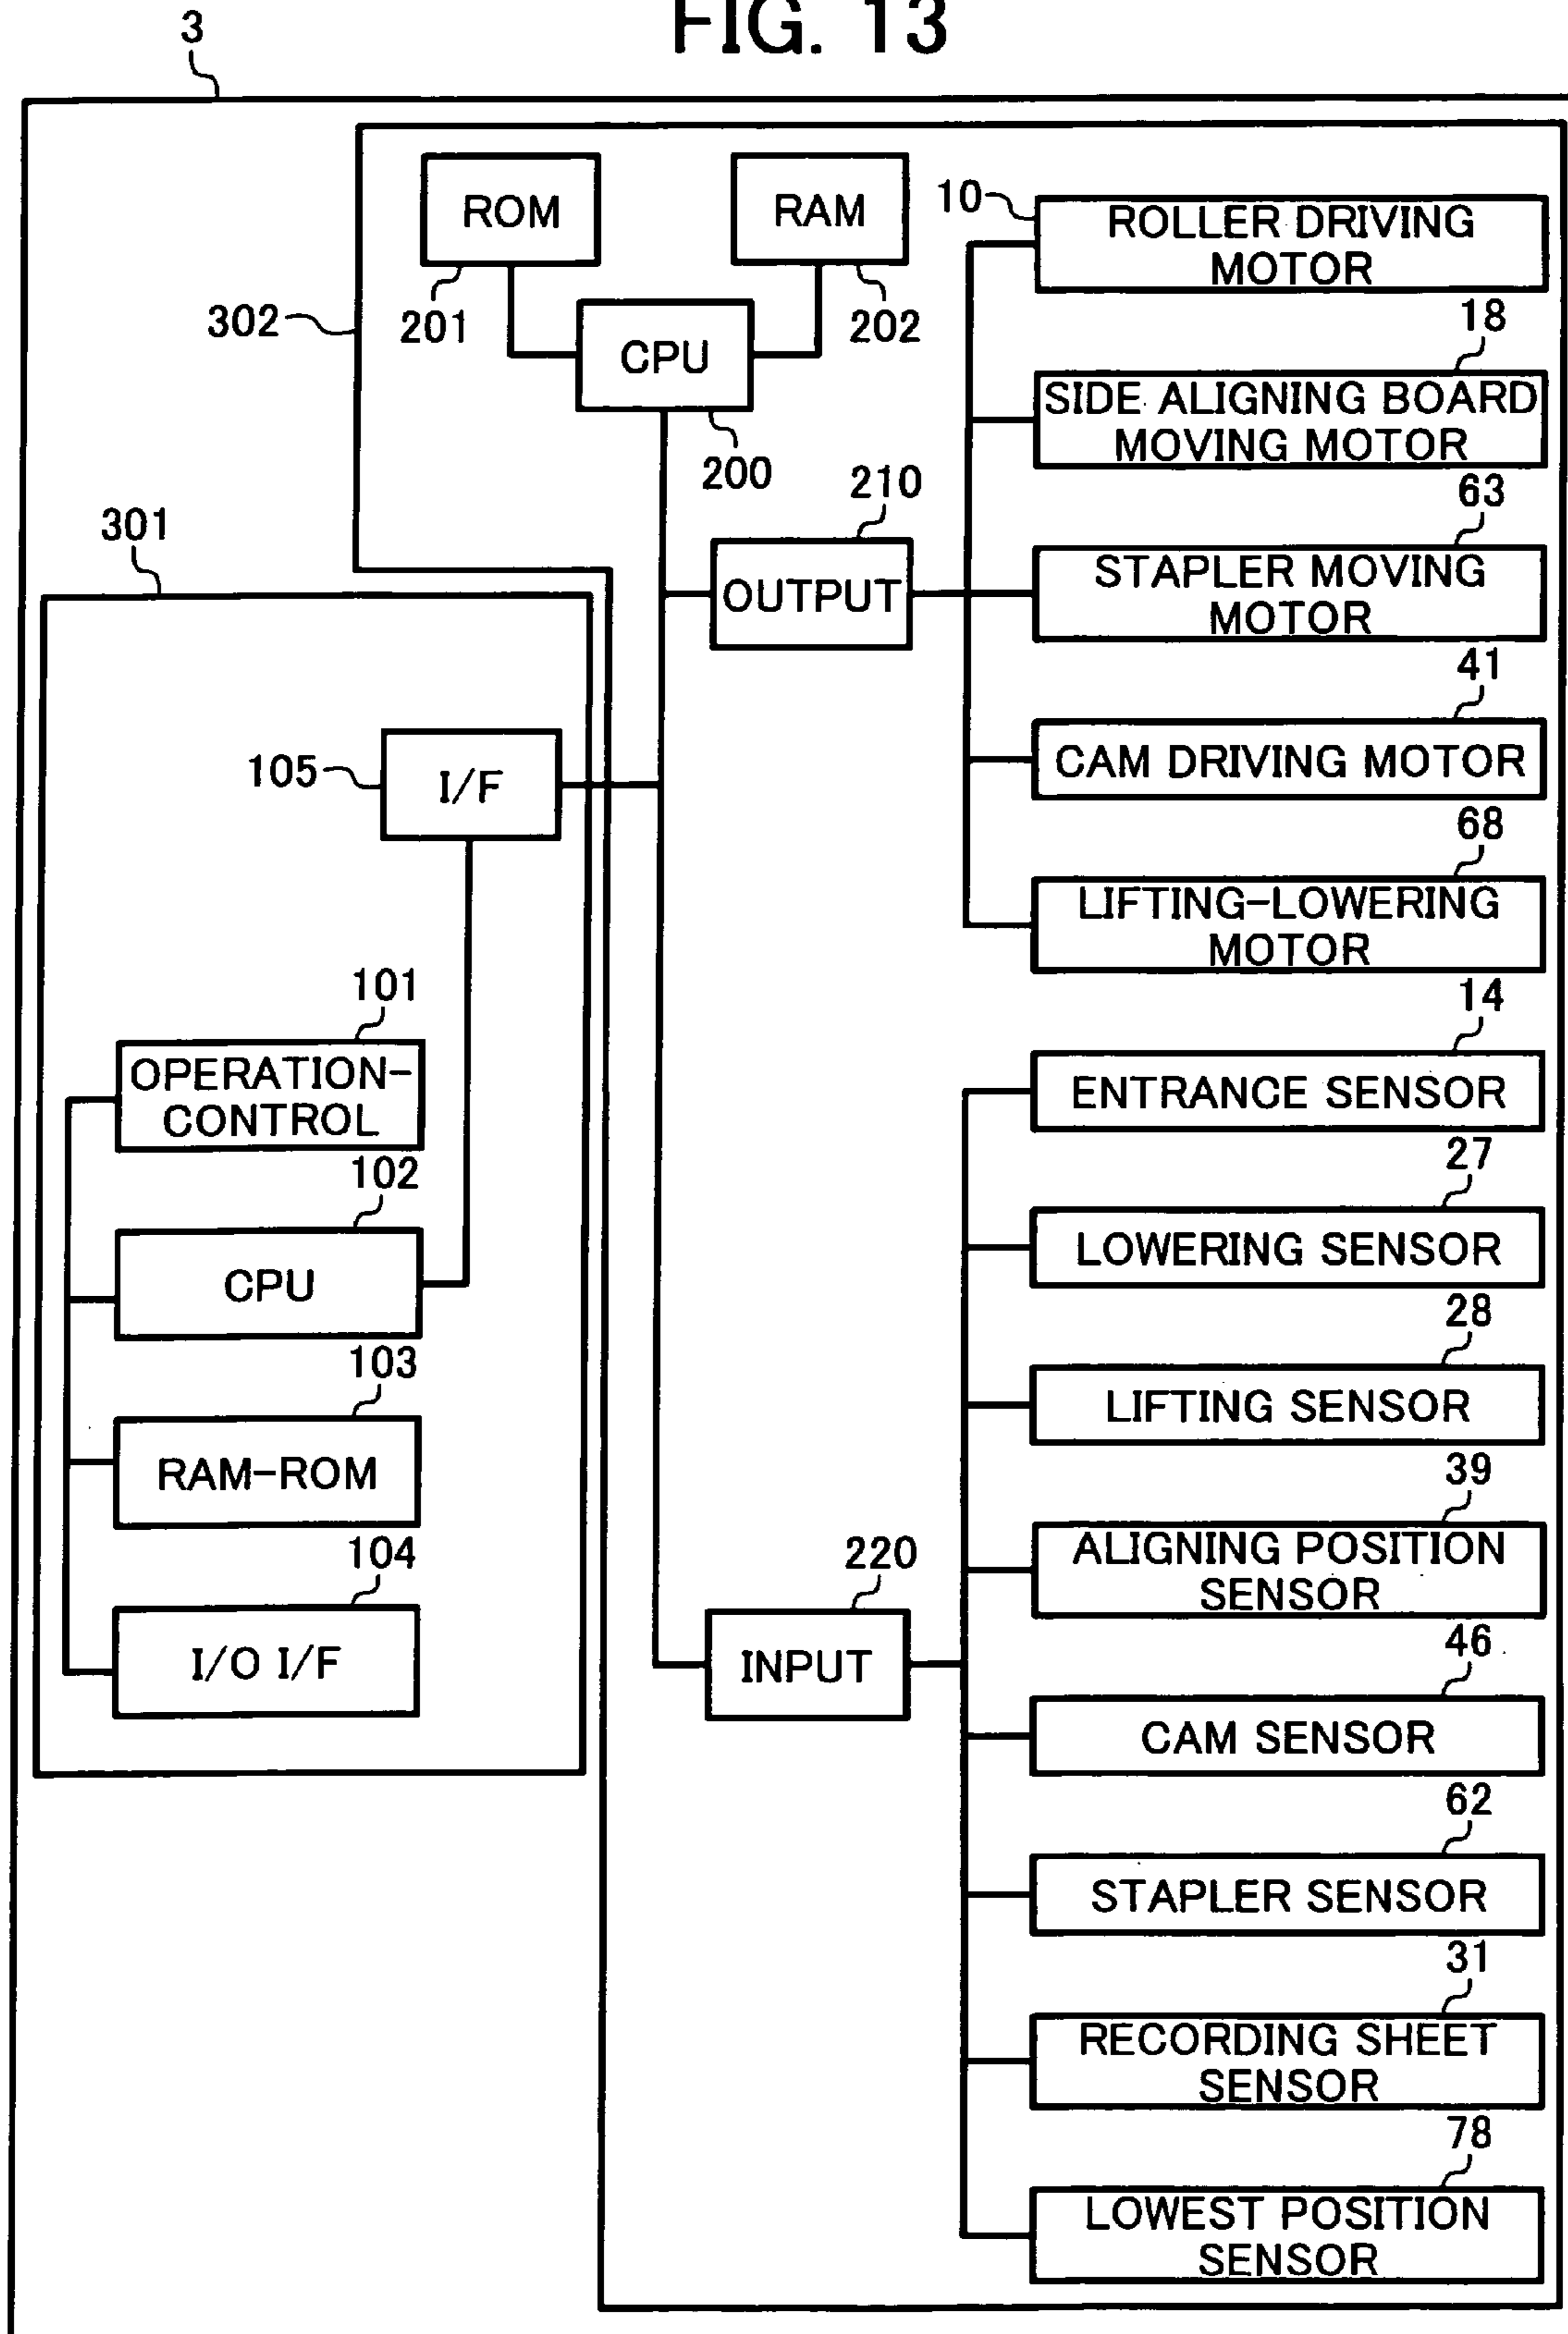 FIG. 13
3
ROM
201
RAM
202
302
CPU
200
10
ROLLER DRIVING
MOTOR
18
SIDE ALIGNING BOARD
MOVING MOTOR
210
OUTPUT
63
STAPLER MOVING
MOTOR
41
CAM DRIVING MOTOR
68
LIFTING-LOWERING
MOTOR
301
105
I/F
101
OPERATION-
CONTROL
102
CPU
103
RAM-ROM
104
I/O I/F
220
INPUT
14
ENTRANCE SENSOR
27
LOWERING SENSOR
28
LIFTING SENSOR
39
ALIGNING POSITION
SENSOR
46
CAM SENSOR
62
STAPLER SENSOR
31
RECORDING SHEET
SENSOR
78
LOWEST POSITION
SENSOR